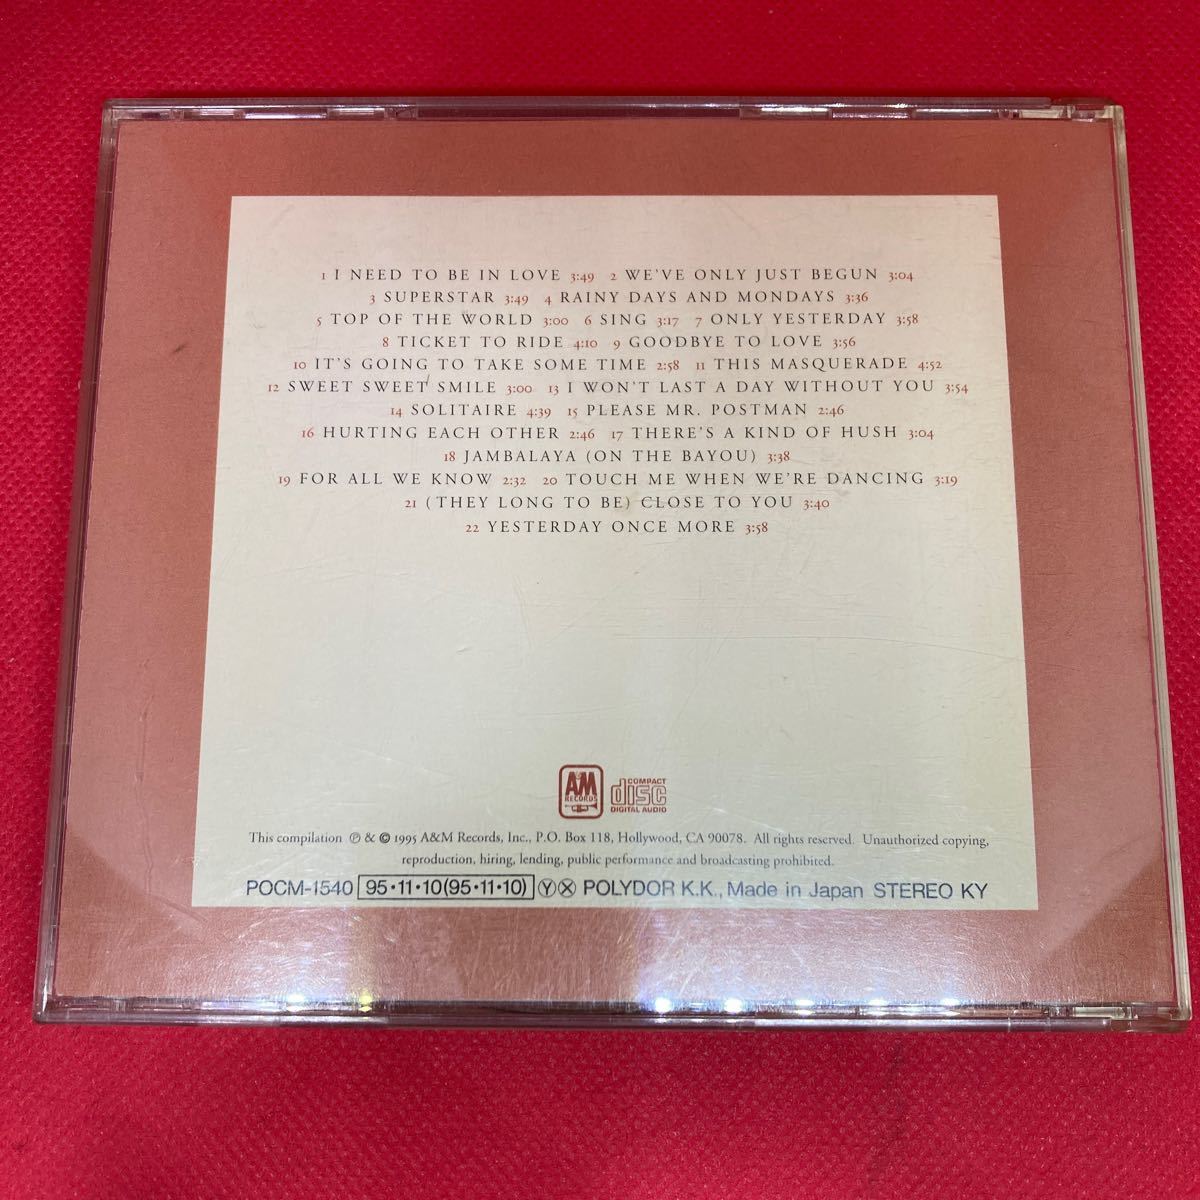 1 I NEED TO BE IN LOVE 3:49 2 WE'VE ONLY JUST BEGUN 3:04
3 SUPERSTAR 3:49 4 RAINY DAYS AND MONDAYS 3:36
5 TOP OF THE WORLD 3:00 6 SING 3:17 7 ONLY YESTERDAY 3:58
8 TICKET TO RIDE 4:10 9 GOODBYE TO LOVE 3:56
10 IT'S GOING TO TAKE SOME TIME 2:58 11 THIS MASQUERADE 4:52
12 SWEET SWEET SMILE 3:00 13 I WON'T LAST A DAY WITHOUT YOU 3:54
14 SOLITAIRE 4:39 15 PLEASE MR. POSTMAN 2:46
16 HURTING EACH OTHER 2:46 17 THERE'S A KIND OF HUSH 3:04
18 JAMBALAYA (ON THE BAYOU) 3:38
19 FOR ALL WE KNOW 2:32 20 TOUCH ME WHEN WE'RE DANCING 3:19
21 (THEY LONG TO BE) CLOSE TO YOU 3:40
22 YESTERDAY ONCE MORE 3:58
A&M RECORDS
COMPACT disc DIGITAL AUDIO
This compilation ℗ & © 1995 A&M Records, Inc., P.O. Box 118, Hollywood, CA 90078. All rights reserved. Unauthorized copying,
reproduction, hiring, lending, public performance and broadcasting prohibited.
POCM-1540 95•11•10(95•11•10) Ⓨⓧ POLYDOR K.K., Made in Japan STEREO KY